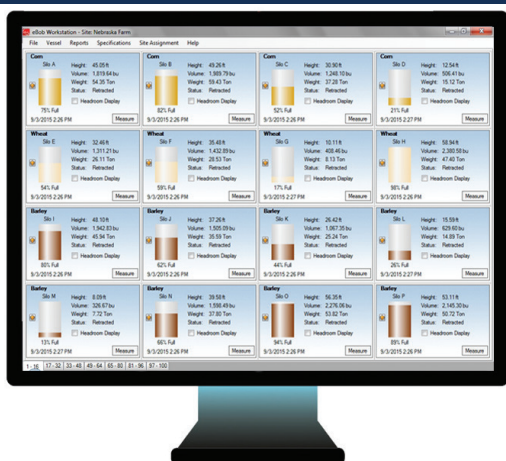 eBob Workstation - Site: Nebraska Farm
File Vessel Reports Specifications Site Assignment Help
Corn
Silo A
Height: 45.05 ft
Volume: 1,819.64 bu
Weight: 54.35 Ton
Status: Retracted
Headroom Display
75% Full
9/3/2015 2:26 PM
Measure
Corn
Silo B
Height: 49.26 ft
Volume: 1,989.79 bu
Weight: 59.43 Ton
Status: Retracted
Headroom Display
82% Full
9/3/2015 2:26 PM
Measure
Corn
Silo C
Height: 30.90 ft
Volume: 1,248.10 bu
Weight: 37.28 Ton
Status: Retracted
Headroom Display
52% Full
9/3/2015 2:26 PM
Measure
Corn
Silo D
Height: 12.54 ft
Volume: 506.41 bu
Weight: 15.12 Ton
Status: Retracted
Headroom Display
21% Full
9/3/2015 2:27 PM
Measure
Wheat
Silo E
Height: 32.46 ft
Volume: 1,311.21 bu
Weight: 26.11 Ton
Status: Retracted
Headroom Display
54% Full
9/3/2015 2:26 PM
Measure
Wheat
Silo F
Height: 35.48 ft
Volume: 1,432.89 bu
Weight: 28.53 Ton
Status: Retracted
Headroom Display
59% Full
9/3/2015 2:26 PM
Measure
Wheat
Silo G
Height: 10.11 ft
Volume: 408.46 bu
Weight: 8.13 Ton
Status: Retracted
Headroom Display
17% Full
9/3/2015 2:27 PM
Measure
Wheat
Silo H
Height: 58.94 ft
Volume: 2,380.58 bu
Weight: 47.40 Ton
Status: Retracted
Headroom Display
98% Full
9/3/2015 2:26 PM
Measure
Barley
Silo I
Height: 48.10 ft
Volume: 1,942.83 bu
Weight: 45.94 Ton
Status: Retracted
Headroom Display
80% Full
9/3/2015 2:26 PM
Measure
Barley
Silo J
Height: 37.26 ft
Volume: 1,505.09 bu
Weight: 35.59 Ton
Status: Retracted
Headroom Display
62% Full
9/3/2015 2:26 PM
Measure
Barley
Silo K
Height: 26.42 ft
Volume: 1,067.35 bu
Weight: 25.24 Ton
Status: Retracted
Headroom Display
44% Full
9/3/2015 2:26 PM
Measure
Barley
Silo L
Height: 15.59 ft
Volume: 629.60 bu
Weight: 14.89 Ton
Status: Retracted
Headroom Display
26% Full
9/3/2015 2:27 PM
Measure
Barley
Silo M
Height: 8.09 ft
Volume: 326.67 bu
Weight: 7.72 Ton
Status: Retracted
Headroom Display
13% Full
9/3/2015 2:27 PM
Measure
Barley
Silo N
Height: 39.58 ft
Volume: 1,598.49 bu
Weight: 37.80 Ton
Status: Retracted
Headroom Display
66% Full
9/3/2015 2:26 PM
Measure
Barley
Silo O
Height: 56.35 ft
Volume: 2,276.06 bu
Weight: 53.82 Ton
Status: Retracted
Headroom Display
94% Full
9/3/2015 2:26 PM
Measure
Barley
Silo P
Height: 53.11 ft
Volume: 2,145.30 bu
Weight: 50.72 Ton
Status: Retracted
Headroom Display
89% Full
9/3/2015 2:26 PM
Measure
1 - 16 17 - 32 33 - 48 49 - 64 65 - 80 81 - 96 97 - 100